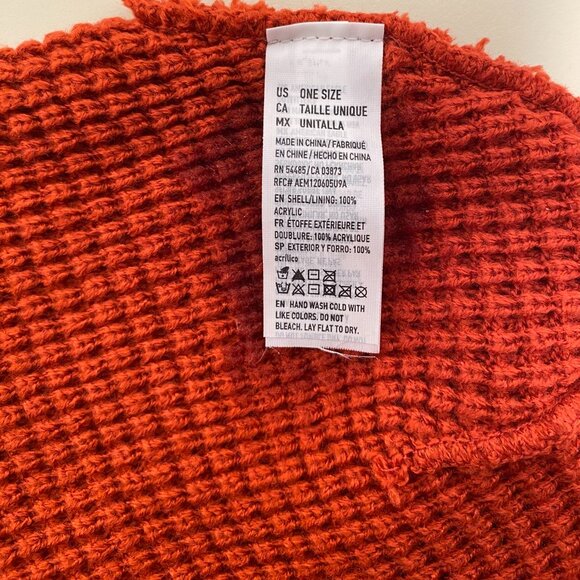 US ONE SIZE
CA TAILLE UNIQUE
MX UNITALLA
MADE IN CHINA / FABRIQUÉ
EN CHINE / HECHO EN CHINA
RN 54485 / CA 03873
RFC# AEM120605U9A
EN SHELL/LINING: 100%
ACRYLIC
FR ÉTOFFE EXTÉRIEURE ET
DOUBLURE: 100% ACRYLIQUE
SP EXTERIOR Y FORRO: 100%
acrílico
EN HAND WASH COLD WITH
LIKE COLORS. DO NOT
BLEACH. LAY FLAT TO DRY.